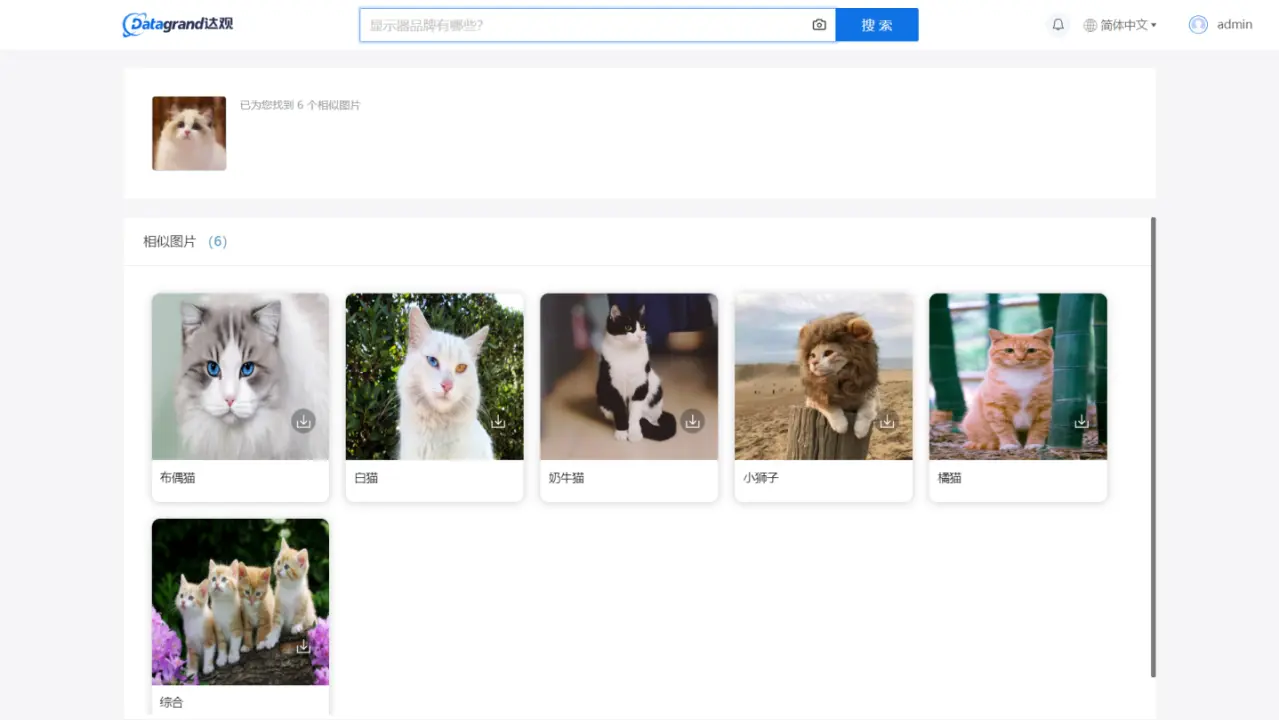 Datagrand达观
显示器品牌有哪些?
搜索
简体中文
admin
已为您找到 6 个相似图片
相似图片 (6)
布偶猫
白猫
奶牛猫
小狮子
橘猫
综合